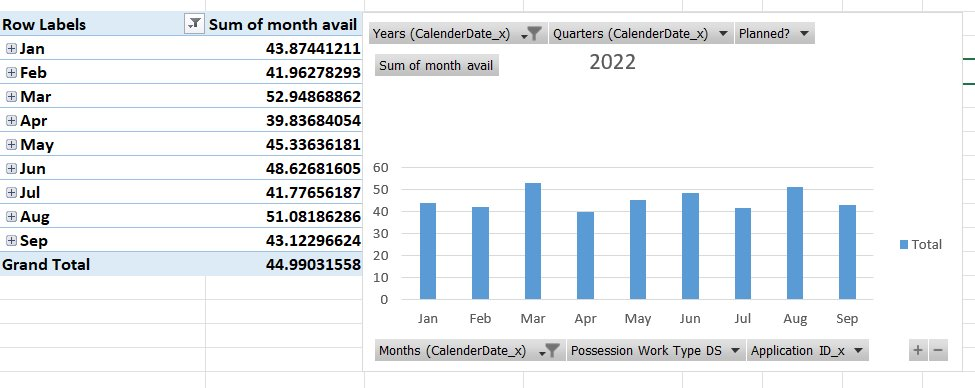 Row Labels Sum of month avail
Jan 43.87441211
Feb 41.96278293
Mar 52.94868862
Apr 39.83684054
May 45.33636181
Jun 48.62681605
Jul 41.77656187
Aug 51.08186286
Sep 43.12296624
Grand Total 44.99031558
Years (CalenderDate_x) Quarters (CalenderDate_x) Planned?
Sum of month avail
2022
60
50
40
30
20
10
0
Jan Feb Mar Apr May Jun Jul Aug Sep
Total
Months (CalenderDate_x) Possession Work Type DS Application ID_x